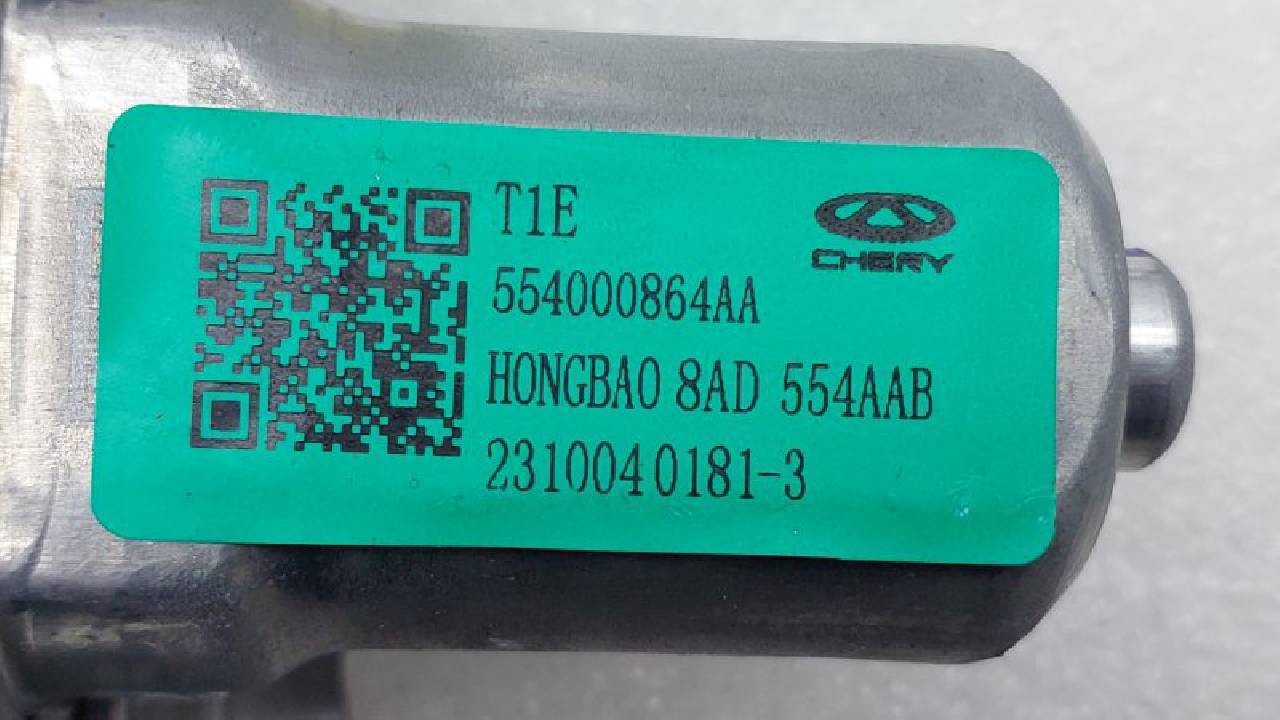 T1E
CHERY
554000864AA
HONGBAO 8AD 554AAB
2310040181-3